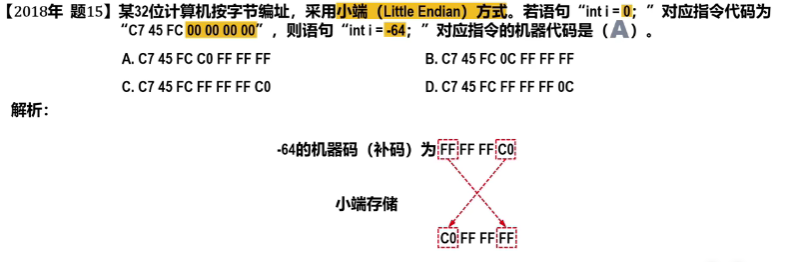 【2018年 题15】某32位计算机按字节编址，采用小端（Little Endian）方式。若语句“int i = 0；”对应指令代码为
“C7 45 FC 00 00 00 00”，则语句“int i = -64；”对应指令的机器代码是（A）。
A. C7 45 FC C0 FF FF FF B. C7 45 FC 0C FF FF FF
C. C7 45 FC FF FF FF C0 D. C7 45 FC FF FF FF 0C
解析：
-64的机器码（补码）为 FF FF FF C0
小端存储
C0 FF FF FF